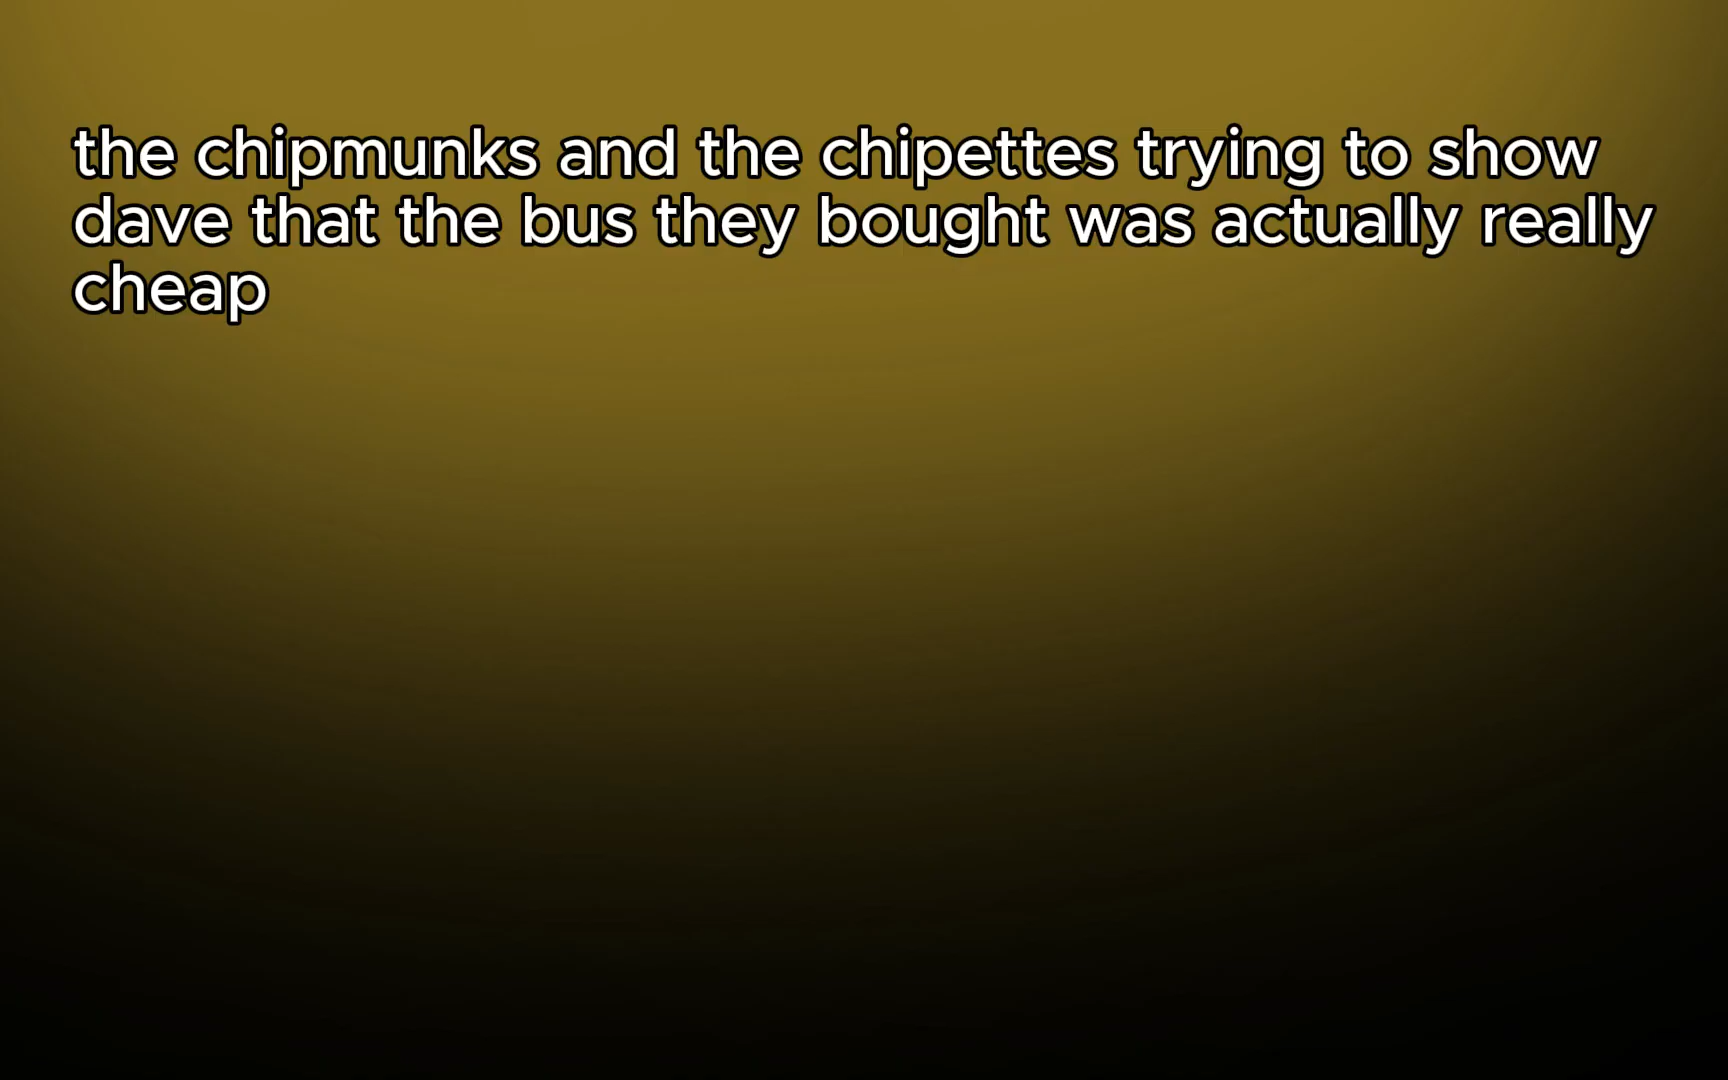 the chipmunks and the chipettes trying to show
dave that the bus they bought was actually really
cheap